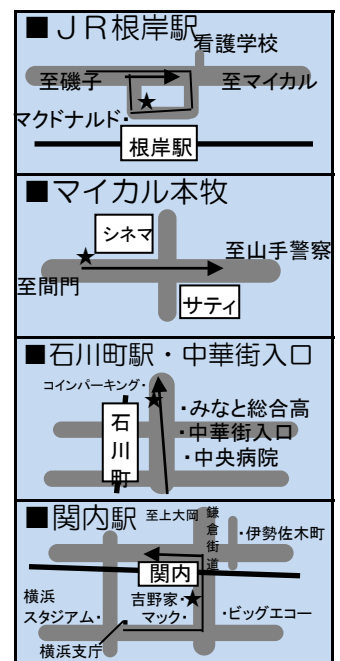 ■ＪＲ根岸駅
看護学校
至磯子
至マイカル
★
マクドナルド・
根岸駅
■マイカル本牧
シネマ
★
至山手警察
至間門
サティ
■石川町駅・中華街入口
コインパーキング・
★
石川町
・みなと総合高
・中華街入口
・中央病院
■関内駅
至上大岡
鎌倉街道
・伊勢佐木町
関内
横浜
スタジアム・
吉野家・★
マック・
・ビッグエコー
横浜支庁